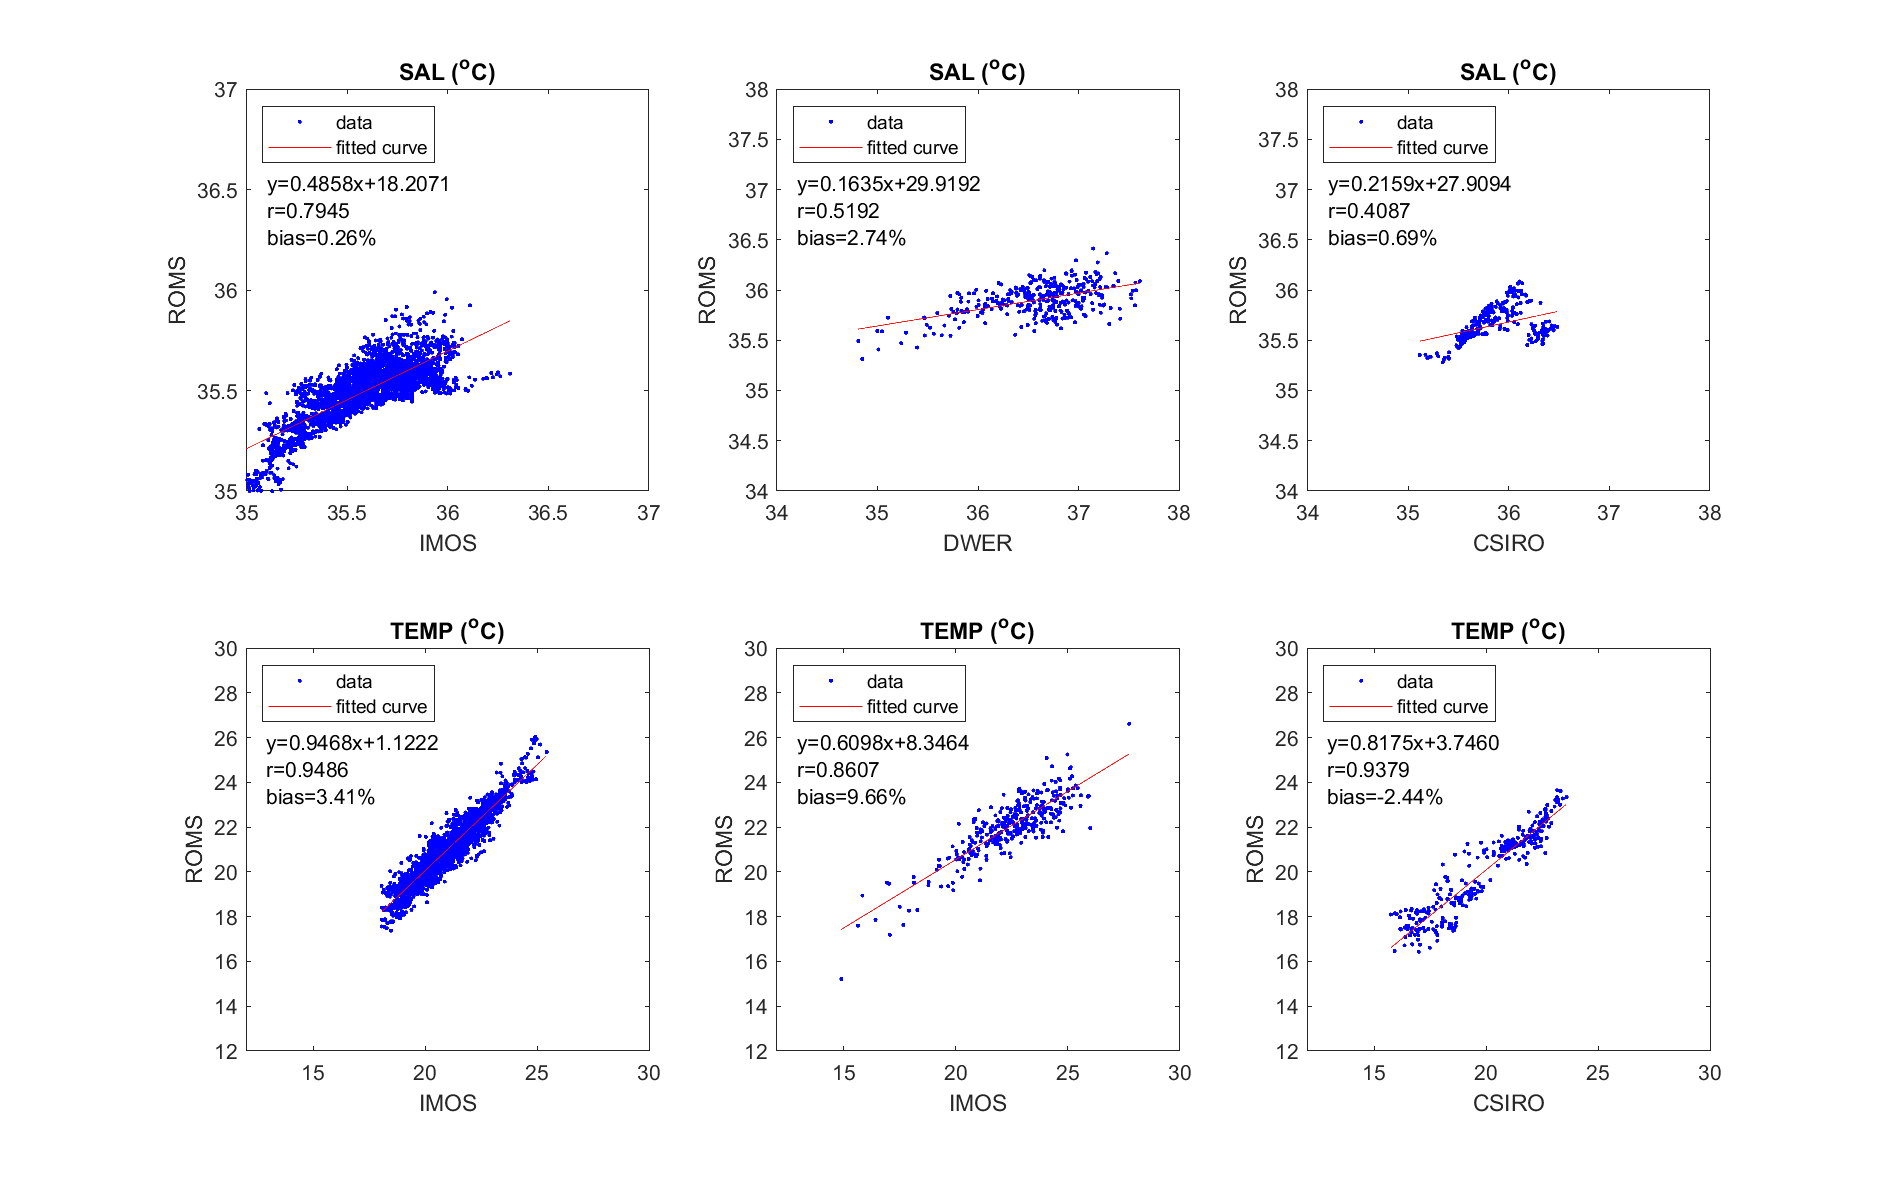 SAL (°C)
37
36.5
36
35.5
35
35
35.5
36
36.5
37
ROMS
IMOS
data
fitted curve
y=0.4858x+18.2071
r=0.7945
bias=0.26%
SAL (°C)
38
37.5
37
36.5
36
35.5
35
34.5
34
34
35
36
37
38
ROMS
DWER
data
fitted curve
y=0.1635x+29.9192
r=0.5192
bias=2.74%
SAL (°C)
38
37.5
37
36.5
36
35.5
35
34.5
34
34
35
36
37
38
ROMS
CSIRO
data
fitted curve
y=0.2159x+27.9094
r=0.4087
bias=0.69%
TEMP (°C)
30
28
26
24
22
20
18
16
14
12
15
20
25
30
ROMS
IMOS
data
fitted curve
y=0.9468x+1.1222
r=0.9486
bias=3.41%
TEMP (°C)
30
28
26
24
22
20
18
16
14
12
15
20
25
30
ROMS
IMOS
data
fitted curve
y=0.6098x+8.3464
r=0.8607
bias=9.66%
TEMP (°C)
30
28
26
24
22
20
18
16
14
12
15
20
25
30
ROMS
CSIRO
data
fitted curve
y=0.8175x+3.7460
r=0.9379
bias=-2.44%